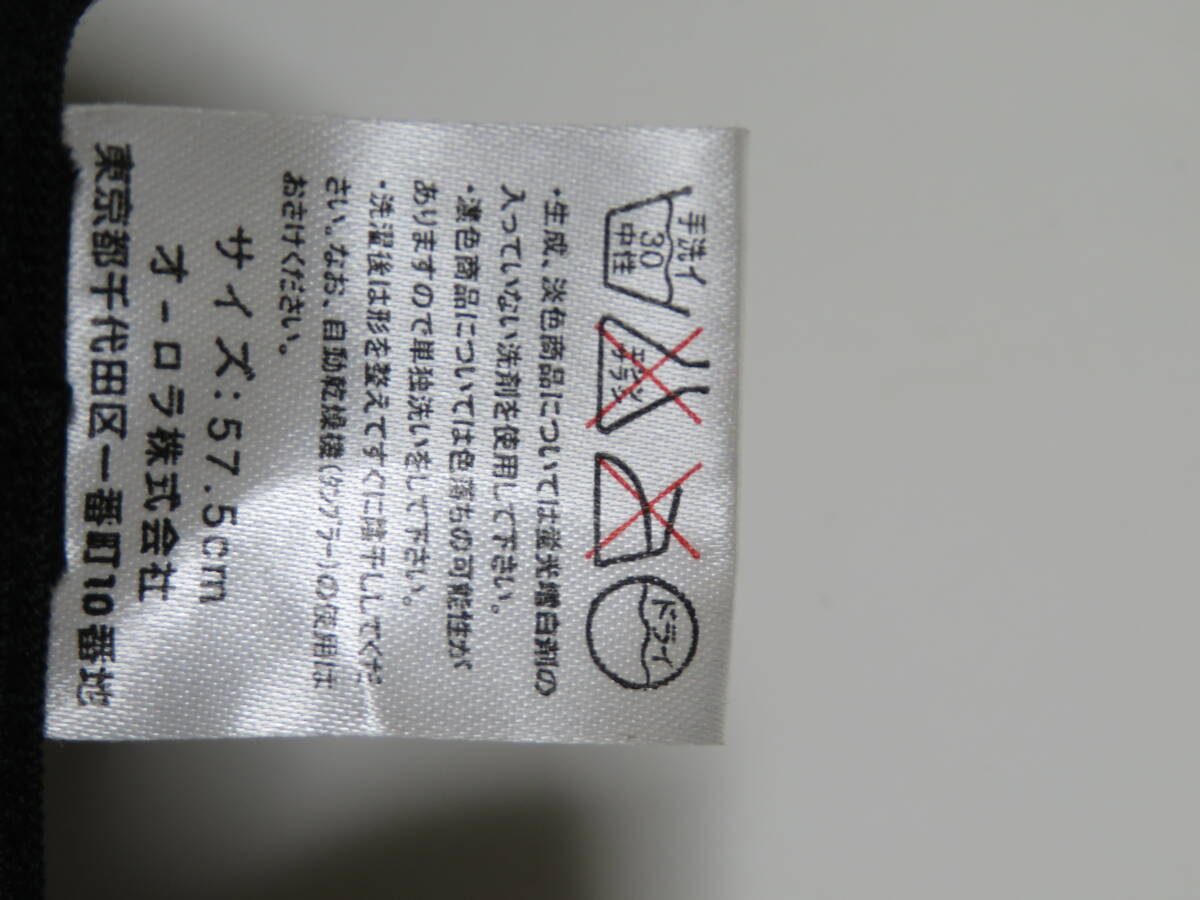 手洗イ
30
中性
エンソ
サラシ
ドライ
・生成、淡色商品については蛍光増白剤の
入っていない洗剤を使用して下さい。
・濃色商品については色落ちの可能性が
ありますので単独洗いをして下さい。
・洗濯後は形を整えてすぐに陰干ししてくだ
さい。なお、自動乾燥機(タンブラー)の使用は
おさけください。
サイズ:57.5cm
オーロラ株式会社
東京都千代田区一番町10番地